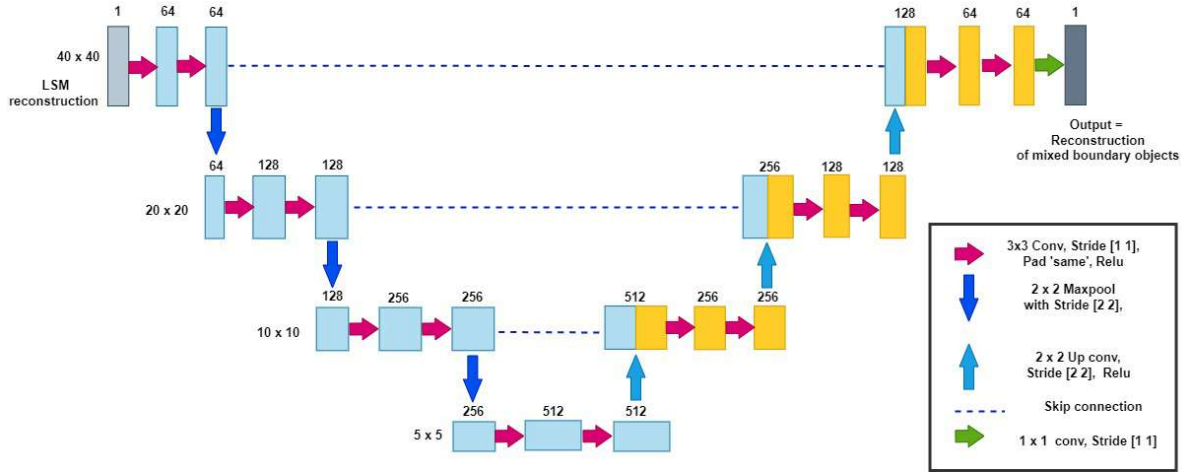 1 64 64
40 x 40
LSM
reconstruction
128 64 64 1
Output =
Reconstruction
of mixed boundary objects
64 128 128
20 x 20
256 128 128
128 256 256
10 x 10
512 256 256
256 512 512
5 x 5
3x3 Conv, Stride [1 1],
Pad 'same', Relu
2 x 2 Maxpool
with Stride [2 2],
2 x 2 Up conv,
Stride [2 2], Relu
Skip connection
1 x 1 conv, Stride [1 1]